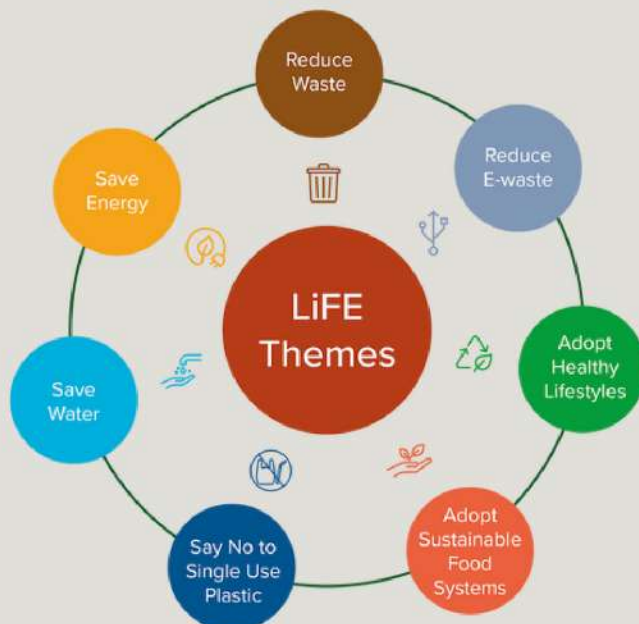 Reduce
Waste
Reduce
E-waste
Adopt
Healthy
Lifestyles
Adopt
Sustainable
Food
Systems
Say No to
Single Use
Plastic
Save
Water
Save
Energy
LiFE
Themes